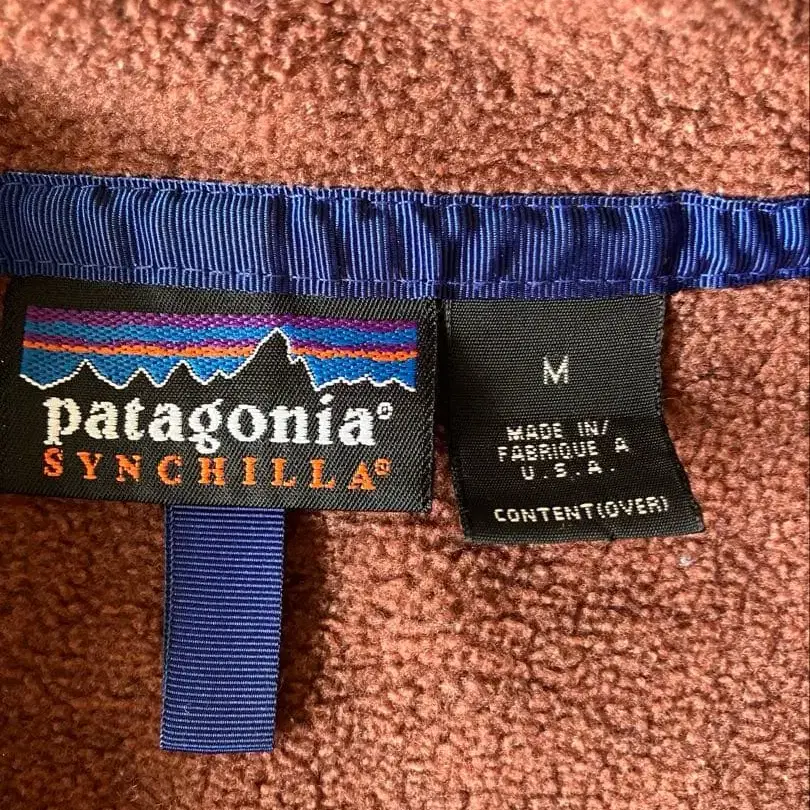 patagonia®
SYNCHILLA®
M
MADE IN/
FABRIQUE A
U.S.A.
CONTENT(OVER)